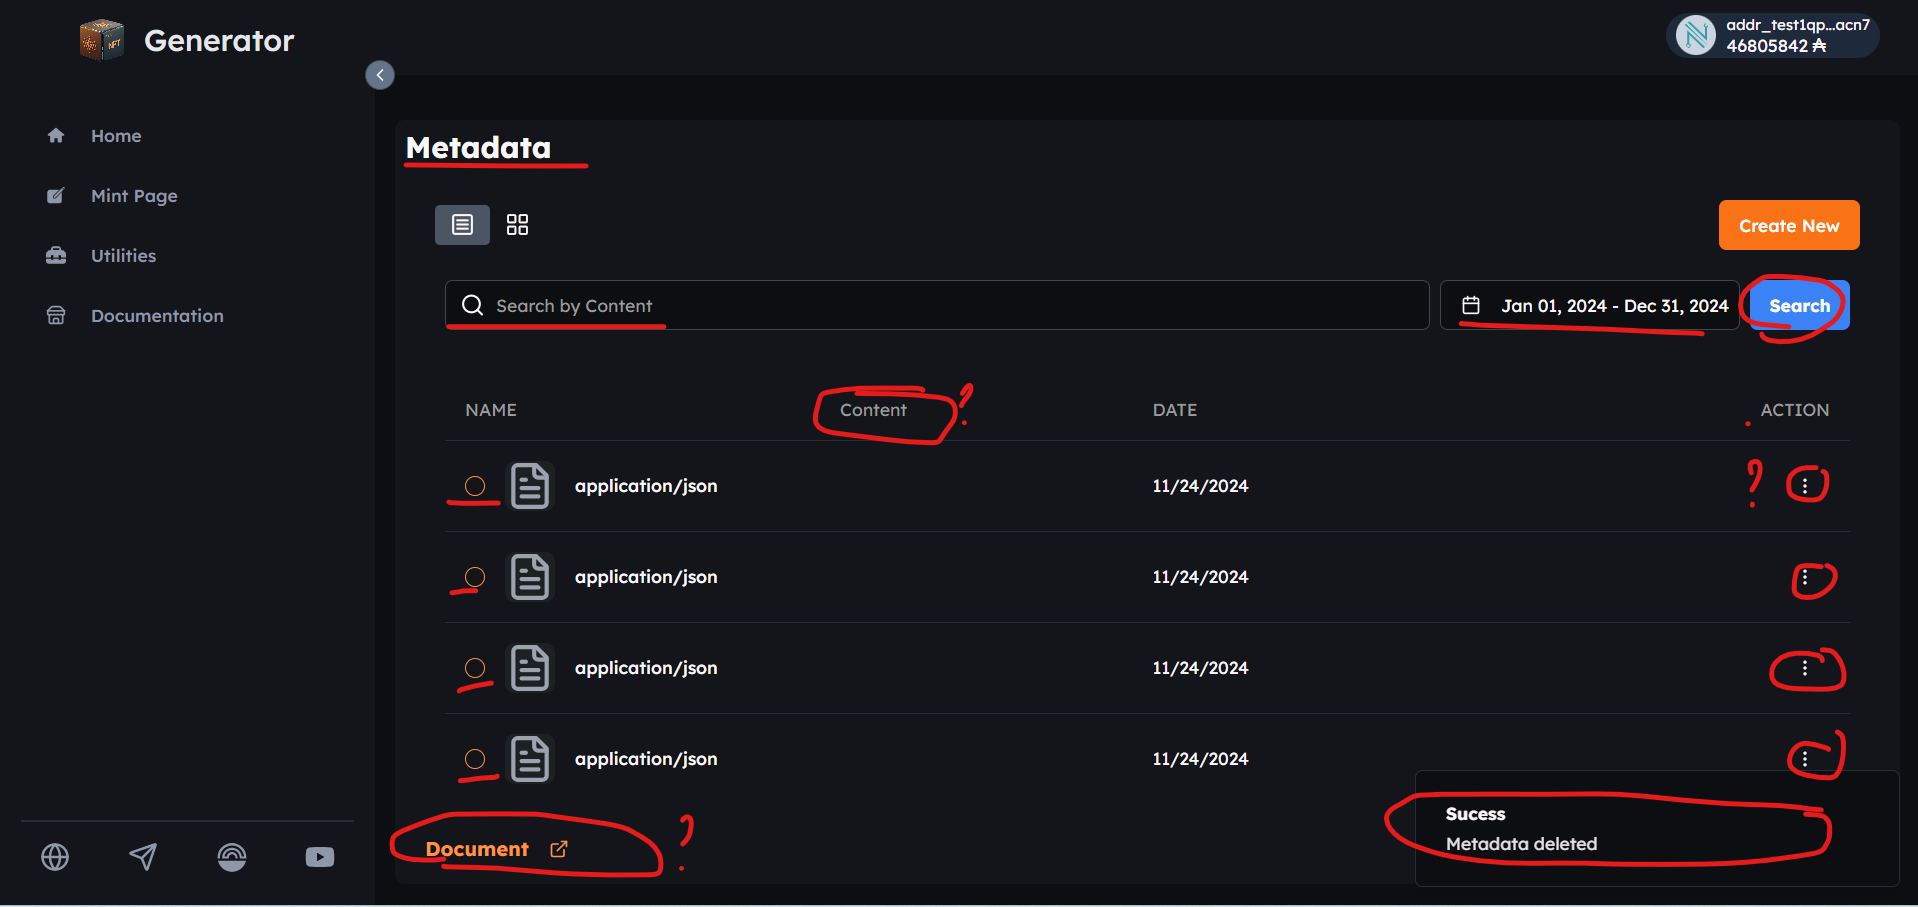 Generator
addr_test1qp...acn7
46805842 ₳
Home
Mint Page
Utilities
Documentation
Metadata
Create New
Search by Content
Jan 01, 2024 - Dec 31, 2024
Search
NAME Content ? DATE ACTION
application/json 11/24/2024 ?
application/json 11/24/2024
application/json 11/24/2024
application/json 11/24/2024
Document ?
Sucess
Metadata deleted